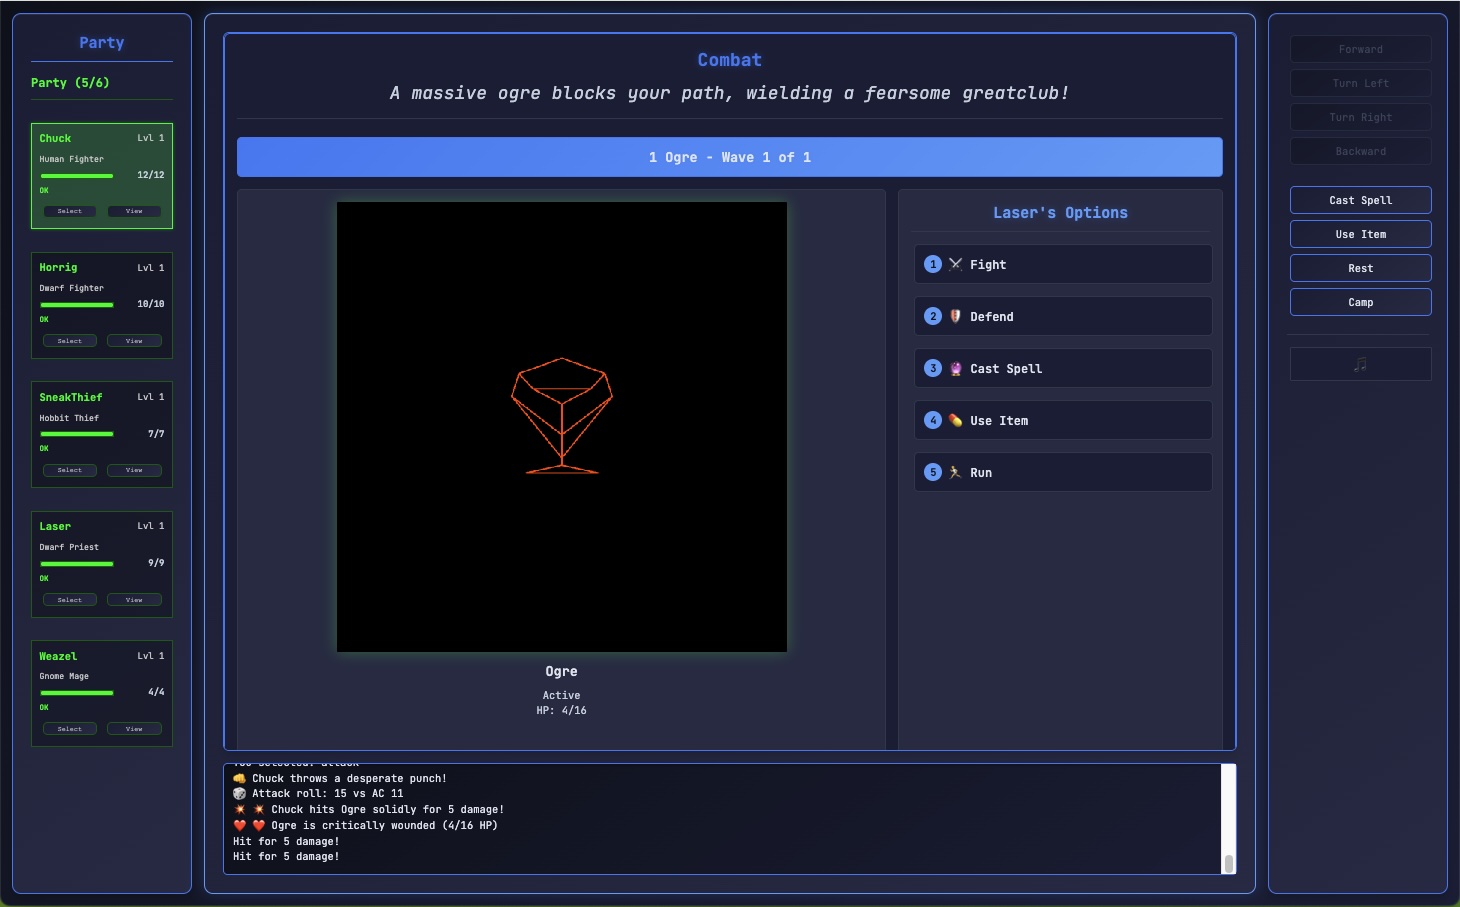 Party
Party (5/6)
Chuck Lvl 1
Human Fighter
12/12
OK
Select View
Horrig Lvl 1
Dwarf Fighter
10/10
OK
Select View
SneakThief Lvl 1
Hobbit Thief
7/7
OK
Select View
Laser Lvl 1
Dwarf Priest
9/9
OK
Select View
Weazel Lvl 1
Gnome Mage
4/4
OK
Select View
Combat
A massive ogre blocks your path, wielding a fearsome greatclub!
1 Ogre - Wave 1 of 1
Ogre
Active
HP: 4/16
Laser's Options
1 Fight
2 Defend
3 Cast Spell
4 Use Item
5 Run
You selected: attack
Chuck throws a desperate punch!
Attack roll: 15 vs AC 11
Chuck hits Ogre solidly for 5 damage!
Ogre is critically wounded (4/16 HP)
Hit for 5 damage!
Hit for 5 damage!
Forward
Turn Left
Turn Right
Backward
Cast Spell
Use Item
Rest
Camp